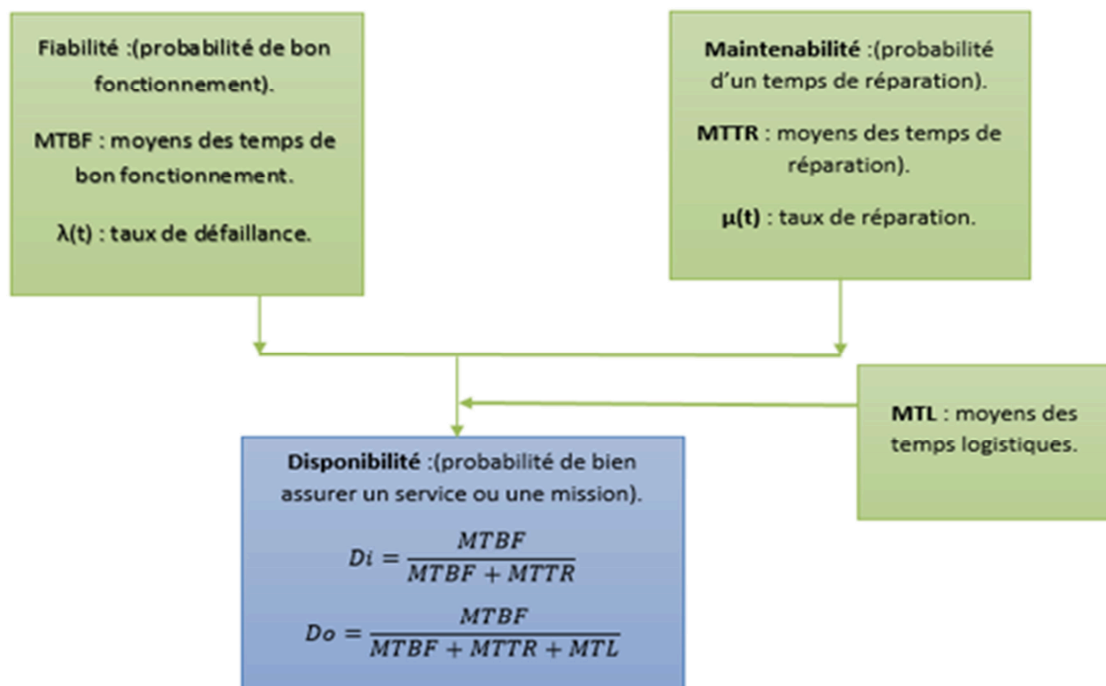 Fiabilité :(probabilité de bon
fonctionnement).
MTBF : moyens des temps de
bon fonctionnement.
λ(t) : taux de défaillance.
Maintenabilité :(probabilité
d'un temps de réparation).
MTTR : moyens des temps de
réparation).
μ(t) : taux de réparation.
MTL : moyens des
temps logistiques.
Disponibilité :(probabilité de bien
assurer un service ou une mission).
Di = MTBF / MTBF + MTTR
Do = MTBF / MTBF + MTTR + MTL